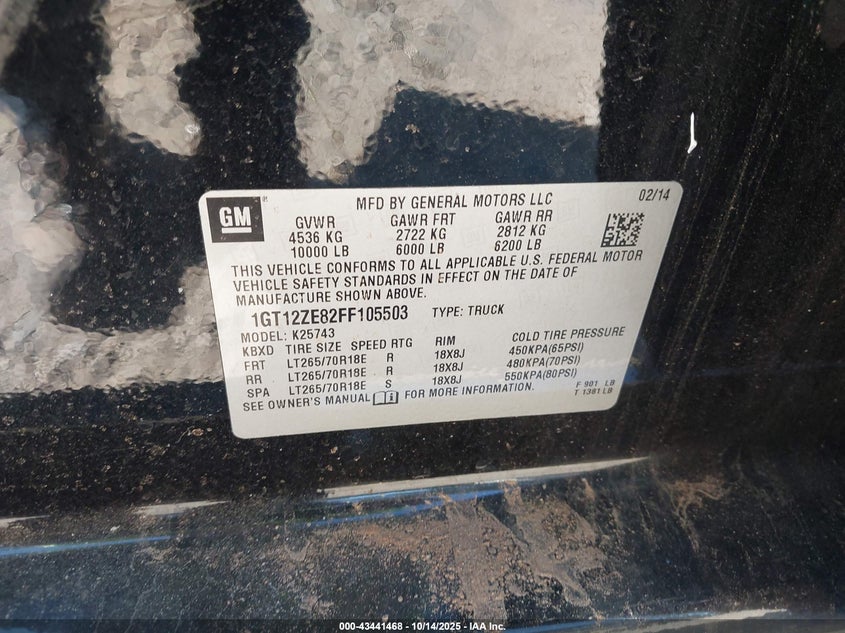 GM
MFD BY GENERAL MOTORS LLC 02/14
GVWR GAWR FRT GAWR RR
4536 KG 2722 KG 2812 KG
10000 LB 6000 LB 6200 LB
THIS VEHICLE CONFORMS TO ALL APPLICABLE U.S. FEDERAL MOTOR
VEHICLE SAFETY STANDARDS IN EFFECT ON THE DATE OF
MANUFACTURE SHOWN ABOVE.
1GT12ZE82FF105503 TYPE: TRUCK
MODEL: K25743
KBXD TIRE SIZE SPEED RTG RIM COLD TIRE PRESSURE
FRT LT265/70R18E R 18X8J 450KPA(65PSI)
RR LT265/70R18E R 18X8J 480KPA(70PSI)
SPA LT265/70R18E S 18X8J 550KPA(80PSI)
SEE OWNER'S MANUAL FOR MORE INFORMATION. F 901 LB
T 1381 LB
000-43441468 - 10/14/2025 - IAA Inc.